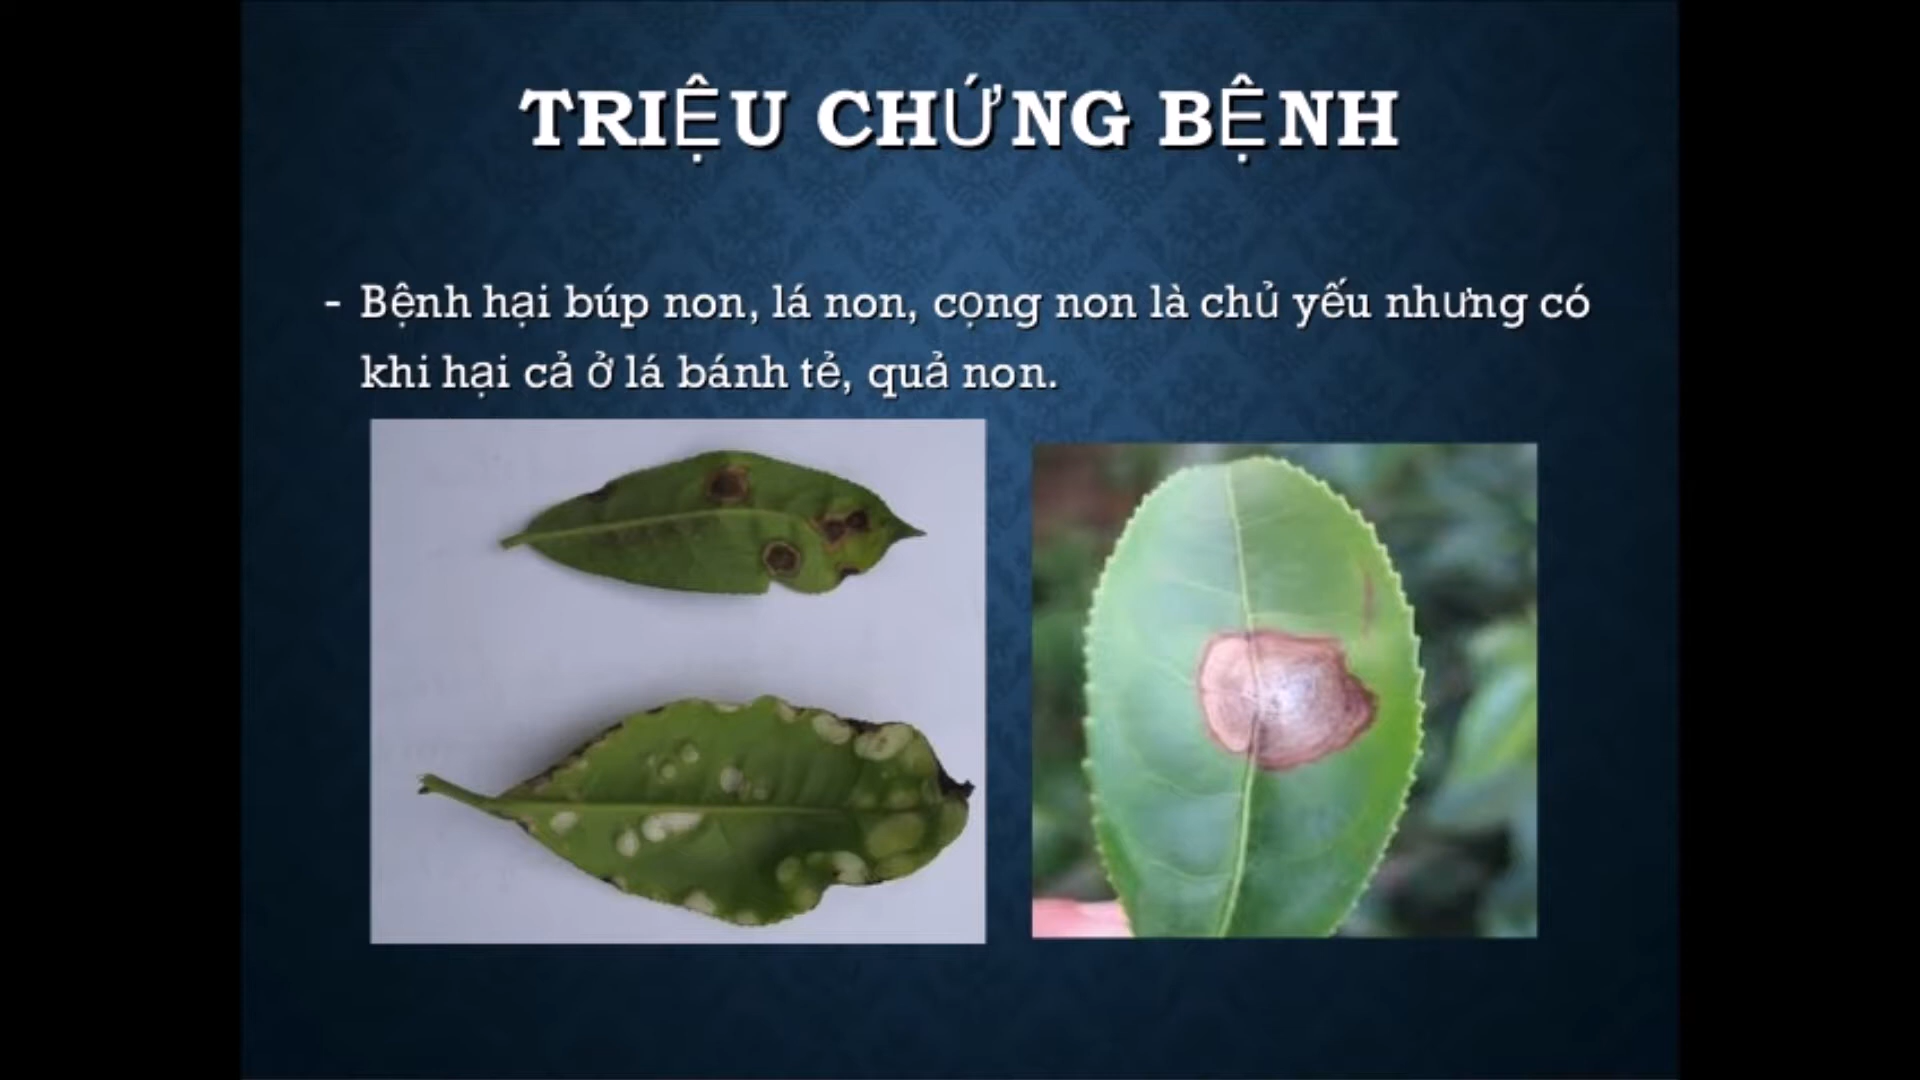 TRIỆU CHỨNG BỆNH
- Bệnh hại búp non, lá non, cọng non là chủ yếu nhưng có
khi hại cả ở lá bánh tẻ, quả non.